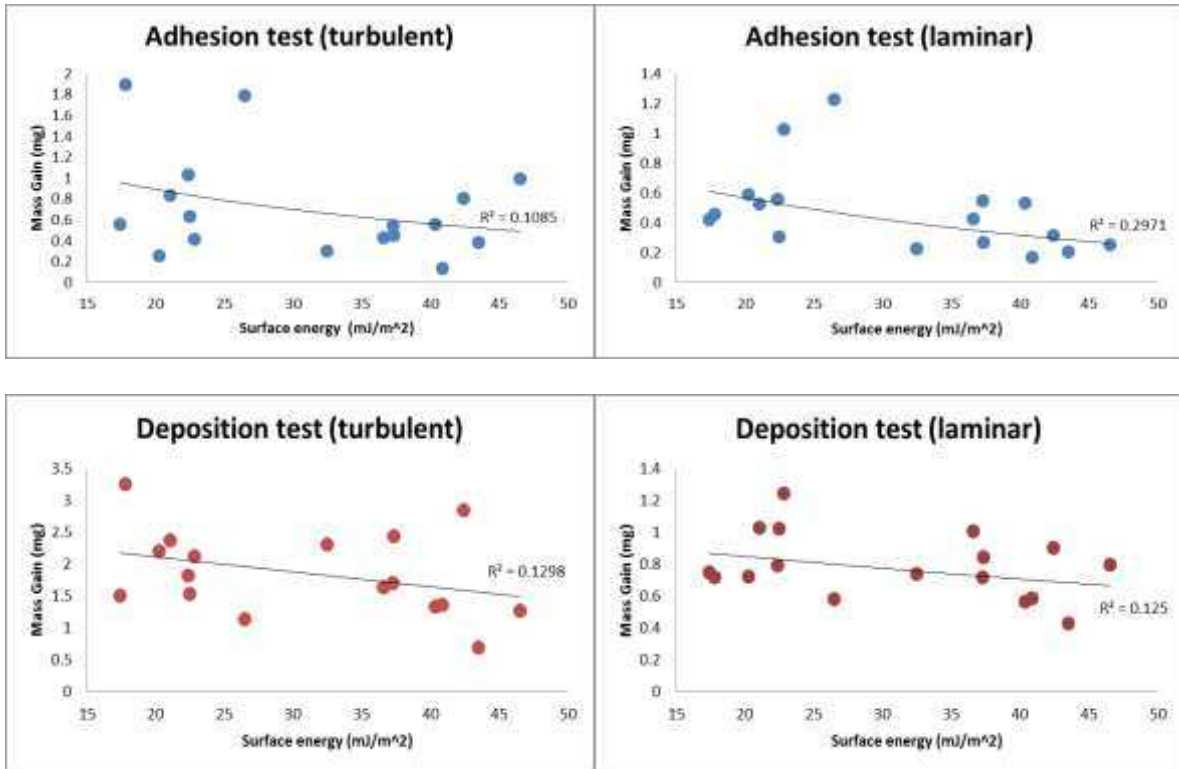 Adhesion test (turbulent)
Mass Gain (mg)
2
1.8
1.6
1.4
1.2
1
0.8
0.6
0.4
0.2
0
R² = 0.1085
15 20 25 30 35 40 45 50
Surface energy (mJ/m^2)
Adhesion test (laminar)
Mass Gain (mg)
1.4
1.2
1
0.8
0.6
0.4
0.2
0
R² = 0.2971
15 20 25 30 35 40 45 50
Surface energy (mJ/m^2)
Deposition test (turbulent)
Mass Gain (mg)
3.5
3
2.5
2
1.5
1
0.5
0
R² = 0.1298
15 20 25 30 35 40 45 50
Surface energy (mJ/m^2)
Deposition test (laminar)
Mass Gain (mg)
1.4
1.2
1
0.8
0.6
0.4
0.2
0
R² = 0.125
15 20 25 30 35 40 45 50
Surface energy (mJ/m^2)